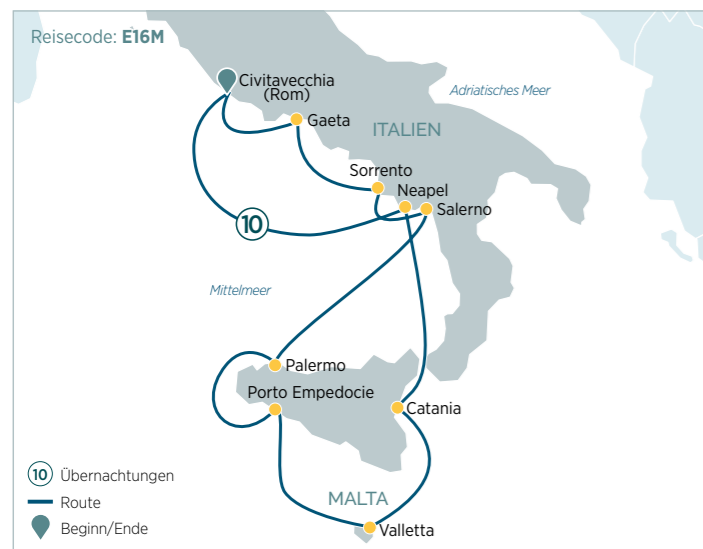 Reisecode: E16M
Civitavecchia
(Rom)
Adriatisches Meer
Gaeta
ITALIEN
Sorrento
Neapel
Salerno
10
Mittelmeer
Palermo
Porto Empedocie
Catania
10 Übernachtungen
Route
MALTA
Beginn/Ende
Valletta